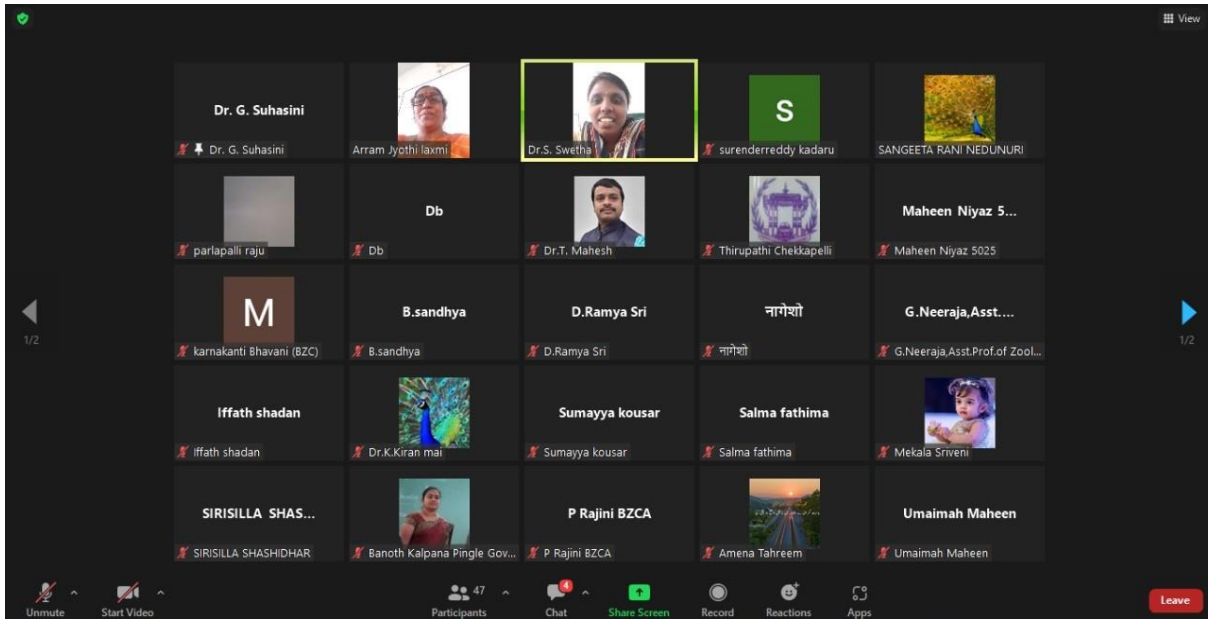 View
Dr. G. Suhasini
Dr. G. Suhasini
Arram Jyothi laxmi
Dr.S. Swetha
S
surenderreddy kadaru
SANGEETA RANI NEDUNURI
parlapalli raju
Db
Db
Dr.T. Mahesh
Thirupathi Chekkapelli
Maheen Niyaz 5...
Maheen Niyaz 5025
1/2
M
karnakanti Bhavani (BZC)
B.sandhya
B.sandhya
D.Ramya Sri
D.Ramya Sri
नागेशो
नागेशो
G.Neeraja,Asst....
G.Neeraja,Asst.Prof.of Zool...
1/2
Iffath shadan
Iffath shadan
Dr.K.Kiran mai
Sumayya kousar
Sumayya kousar
Salma fathima
Salma fathima
Mekala Sriveni
SIRISILLA SHAS...
SIRISILLA SHASHIDHAR
Banoth Kalpana Pingle Gov...
P Rajini BZCA
P Rajini BZCA
Amena Tahreem
Umaimah Maheen
Umaimah Maheen
Unmute
Start Video
47
Participants
4
Chat
Share Screen
Record
Reactions
Apps
Leave